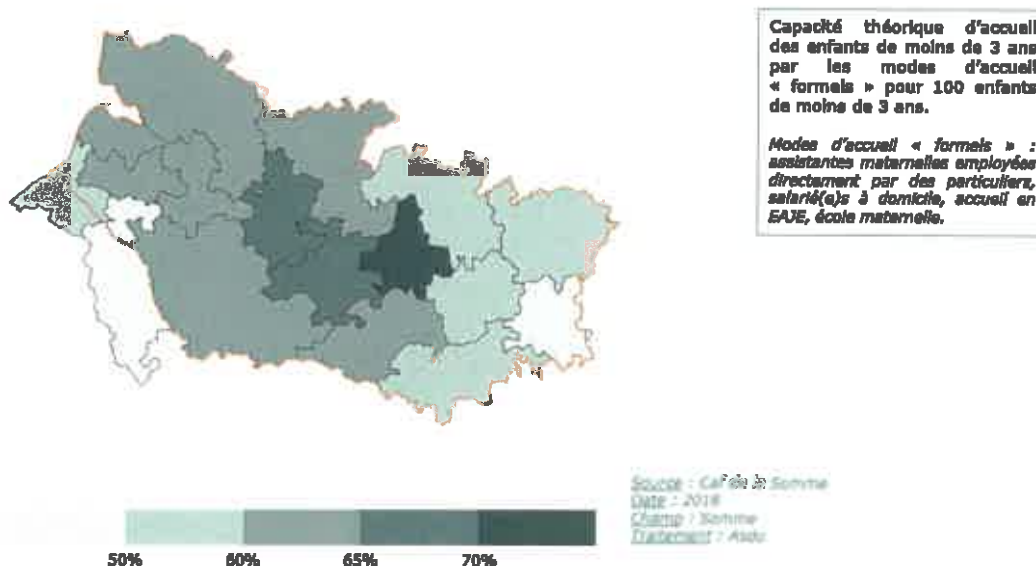 Capacité théorique d'accueil
des enfants de moins de 3 ans
par les modes d'accueil
« formels » pour 100 enfants
de moins de 3 ans.
Modes d'accueil « formels » :
assistantes maternelles employées
directement par des particuliers,
salarié(e)s à domicile, accueil en
EAJE, école maternelle.
Source : Caf de la Somme
Date : 2018
Champ : Somme
Traitement : Asdo
50% 60% 65% 70%